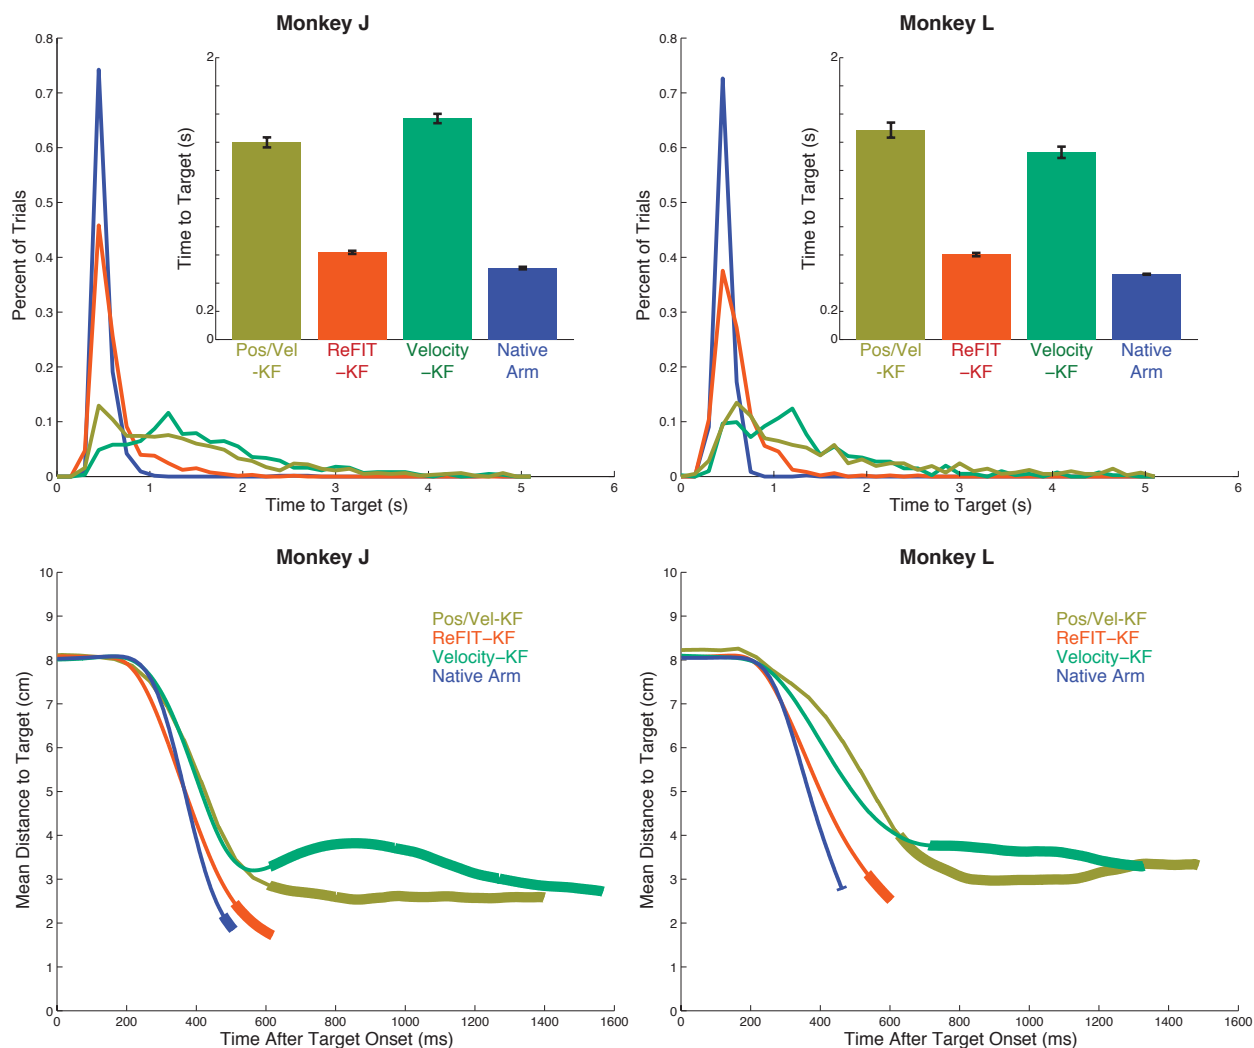 Monkey J
Percent of Trials
0.8
0.7
0.6
0.5
0.4
0.3
0.2
0.1
0
0 1 2 3 4 5 6
Time to Target (s)
Time to Target (s)
2
0.2
0
Pos/Vel ReFIT Velocity Native
-KF –KF –KF Arm
Monkey L
Percent of Trials
0.8
0.7
0.6
0.5
0.4
0.3
0.2
0.1
0
0 1 2 3 4 5 6
Time to Target (s)
Time to Target (s)
2
0.2
0
Pos/Vel ReFIT Velocity Native
-KF –KF –KF Arm
Monkey J
Mean Distance to Target (cm)
10
9
8
7
6
5
4
3
2
1
0
0 200 400 600 800 1000 1200 1400 1600
Time After Target Onset (ms)
Pos/Vel-KF
ReFIT–KF
Velocity–KF
Native Arm
Monkey L
Mean Distance to Target (cm)
10
9
8
7
6
5
4
3
2
1
0
0 200 400 600 800 1000 1200 1400 1600
Time After Target Onset (ms)
Pos/Vel-KF
ReFIT–KF
Velocity–KF
Native Arm